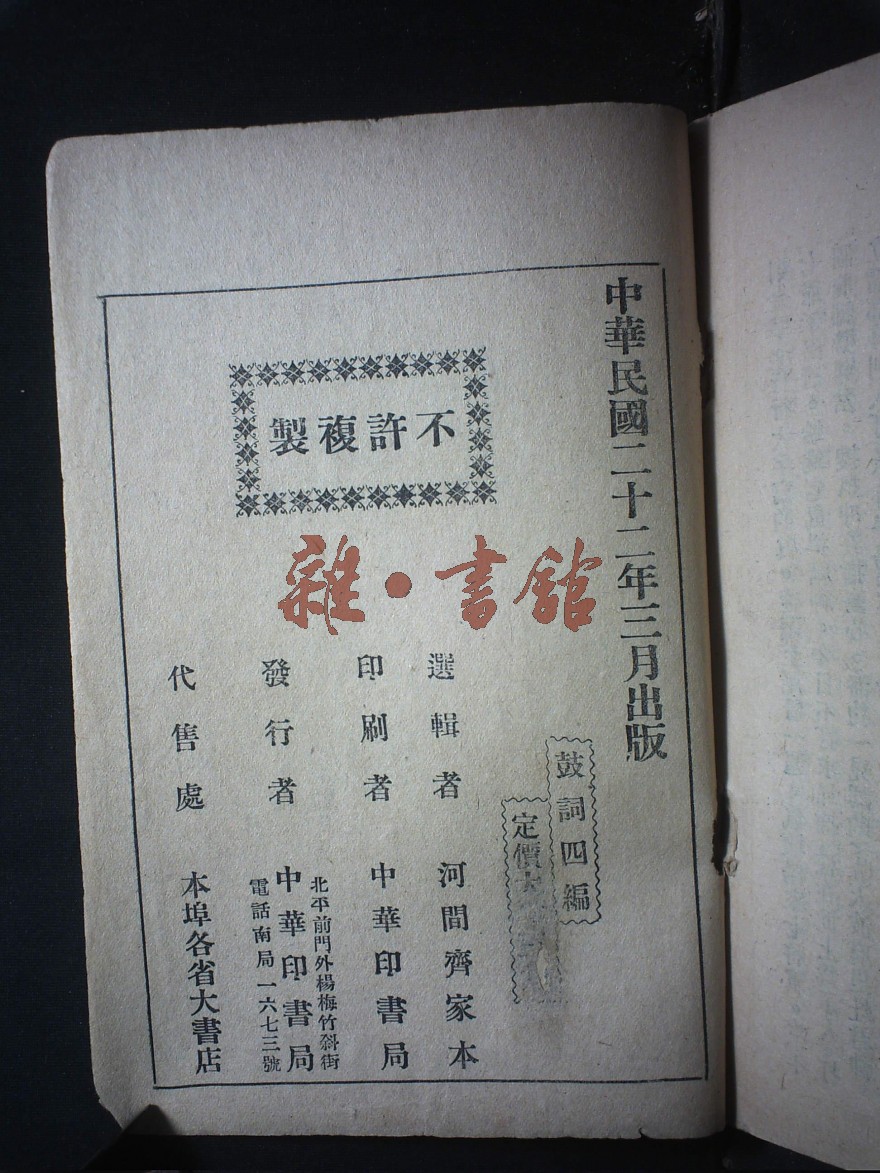 中華民國二十二年三月出版
鼓詞四編
定價大
不許複製
雜·書館
選輯者 河間齊家本
印刷者 中華印書局
發行者 中華印書局
北平前門外楊梅竹斜街
電話南局一六七三號
代售處 本埠各省大書店